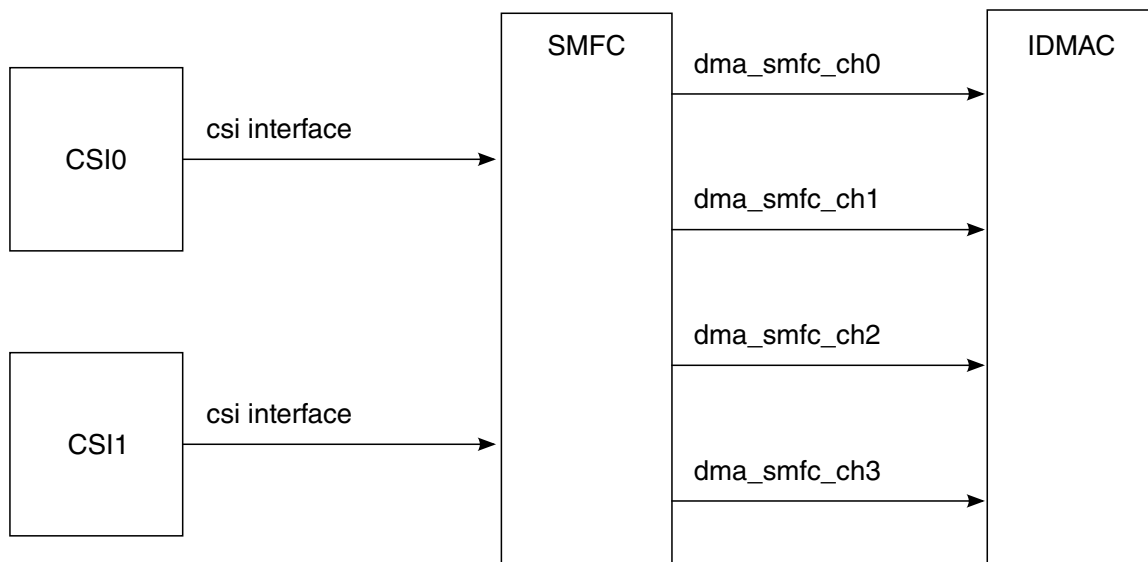 SMFC
IDMAC
dma_smfc_ch0
csi interface
CSI0
dma_smfc_ch1
dma_smfc_ch2
csi interface
CSI1
dma_smfc_ch3